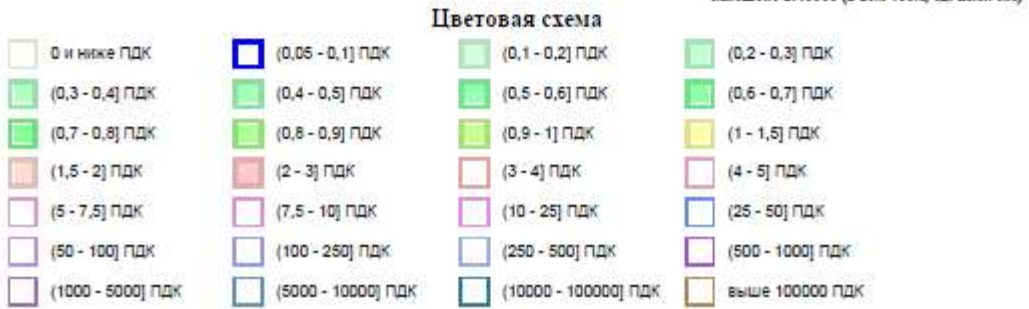 Цветовая схема
0 и ниже ПДК (0,05 - 0,1] ПДК (0,1 - 0,2] ПДК (0,2 - 0,3] ПДК
(0,3 - 0,4] ПДК (0,4 - 0,5] ПДК (0,5 - 0,6] ПДК (0,6 - 0,7] ПДК
(0,7 - 0,8] ПДК (0,8 - 0,9] ПДК (0,9 - 1] ПДК (1 - 1,5] ПДК
(1,5 - 2] ПДК (2 - 3] ПДК (3 - 4] ПДК (4 - 5] ПДК
(5 - 7,5] ПДК (7,5 - 10] ПДК (10 - 25] ПДК (25 - 50] ПДК
(50 - 100] ПДК (100 - 250] ПДК (250 - 500] ПДК (500 - 1000] ПДК
(1000 - 5000] ПДК (5000 - 10000] ПДК (10000 - 100000] ПДК выше 100000 ПДК